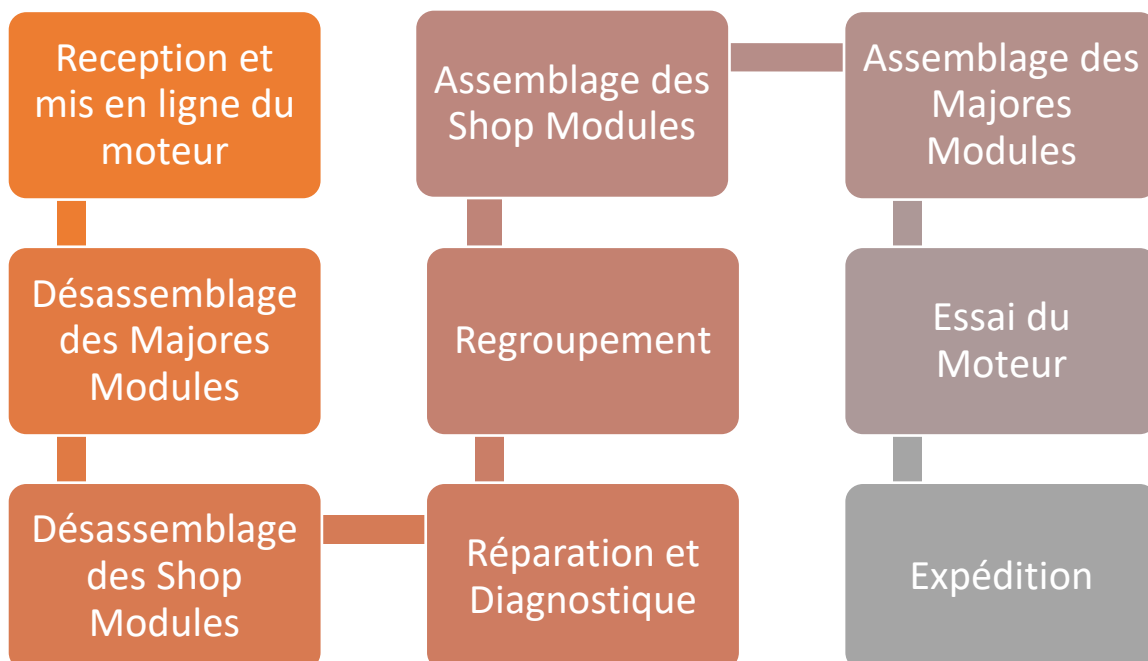 Reception et
mis en ligne du
moteur
Désassemblage
des Majores
Modules
Désassemblage
des Shop
Modules
Réparation et
Diagnostique
Regroupement
Assemblage des
Shop Modules
Assemblage des
Majores
Modules
Essai du
Moteur
Expédition